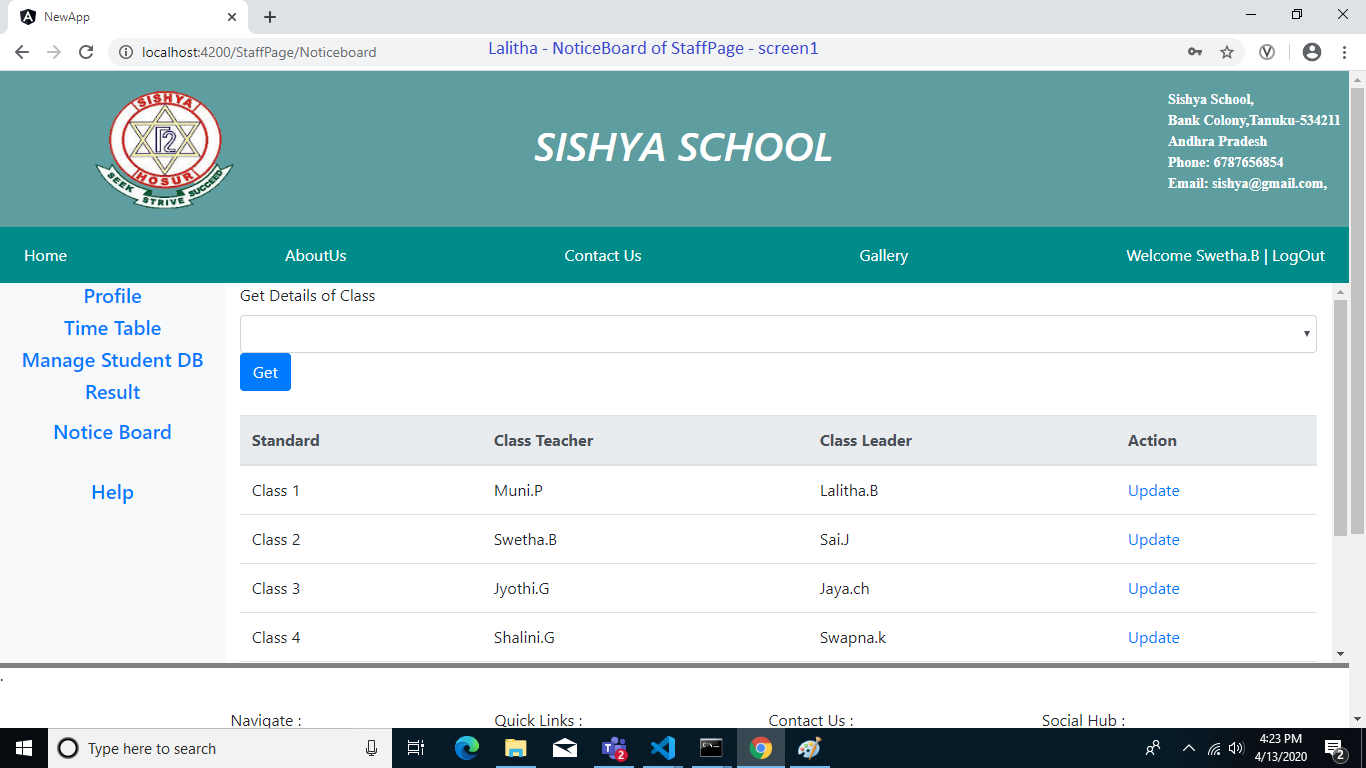 NewApp
localhost:4200/StaffPage/Noticeboard
Lalitha - NoticeBoard of StaffPage - screen1
SISHYA
HOSUR
SEEK STRIVE SUCCEED
SISHYA SCHOOL
Sishya School,
Bank Colony,Tanuku-534211
Andhra Pradesh
Phone: 6787656854
Email: sishya@gmail.com,
Home AboutUs Contact Us Gallery Welcome Swetha.B | LogOut
Profile
Time Table
Manage Student DB
Result
Notice Board
Help
Get Details of Class
Get
Standard Class Teacher Class Leader Action
Class 1 Muni.P Lalitha.B Update
Class 2 Swetha.B Sai.J Update
Class 3 Jyothi.G Jaya.ch Update
Class 4 Shalini.G Swapna.k Update
.
Navigate : Quick Links : Contact Us : Social Hub :
Type here to search
2
4:23 PM
4/13/2020
2